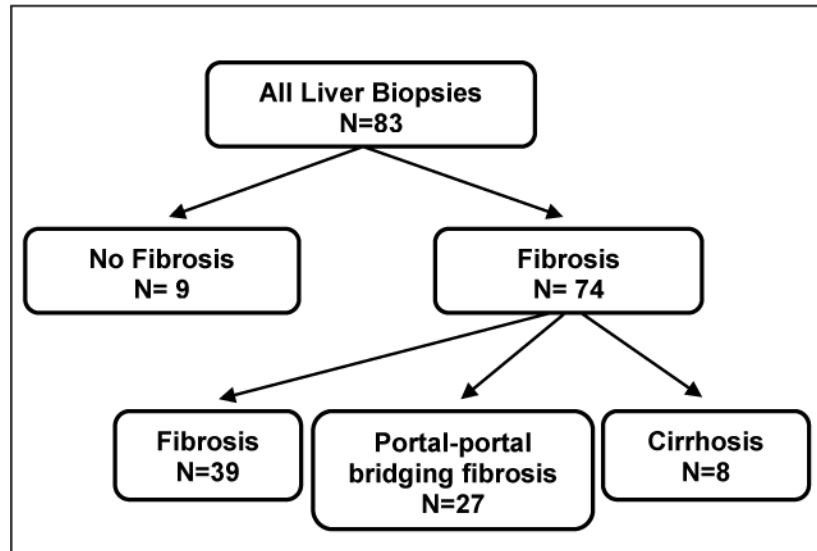 All Liver Biopsies
N=83
No Fibrosis
N= 9
Fibrosis
N= 74
Fibrosis
N=39
Portal-portal
bridging fibrosis
N=27
Cirrhosis
N=8